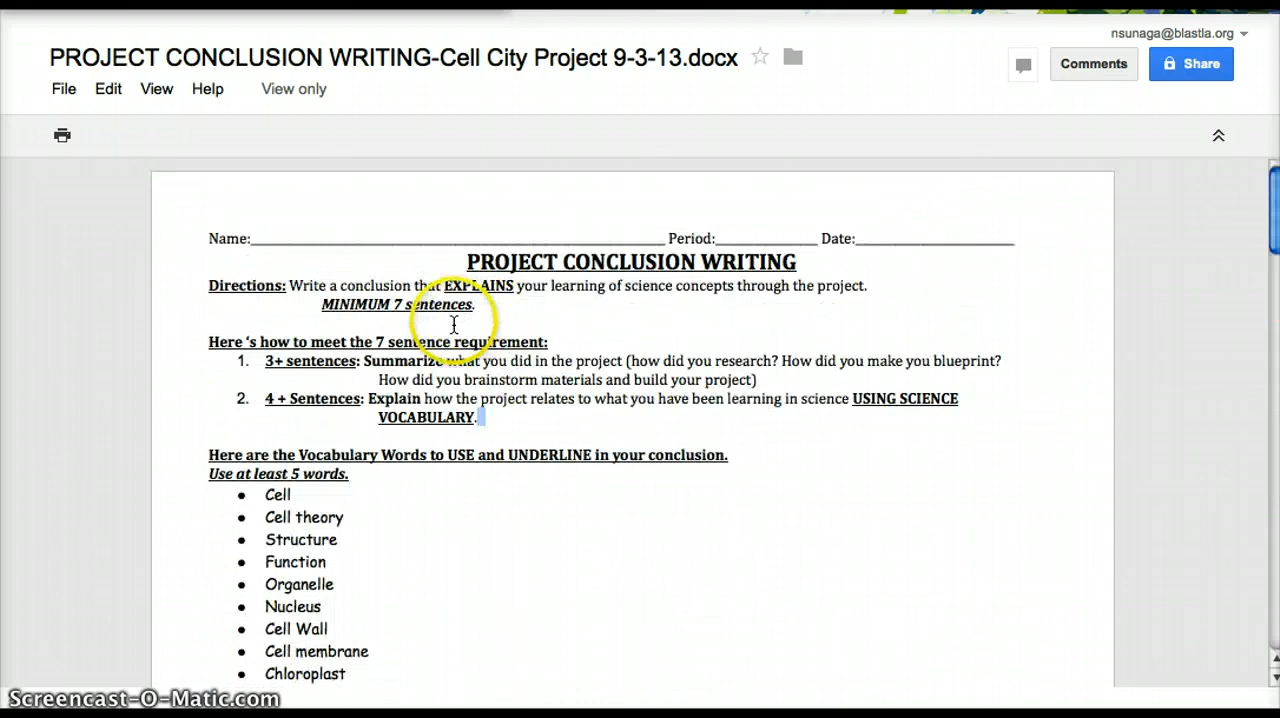 nsunaga@blastla.org
PROJECT CONCLUSION WRITING-Cell City Project 9-3-13.docx
Comments
Share
File Edit View Help View only
Name:_____________________________________________ Period:______________ Date:______________________
PROJECT CONCLUSION WRITING
Directions: Write a conclusion that EXPLAINS your learning of science concepts through the project.
MINIMUM 7 sentences.
Here 's how to meet the 7 sentence requirement:
1. 3+ sentences: Summarize what you did in the project (how did you research? How did you make you blueprint?
How did you brainstorm materials and build your project)
2. 4 + Sentences: Explain how the project relates to what you have been learning in science USING SCIENCE
VOCABULARY.
Here are the Vocabulary Words to USE and UNDERLINE in your conclusion.
Use at least 5 words.
• Cell
• Cell theory
• Structure
• Function
• Organelle
• Nucleus
• Cell Wall
• Cell membrane
• Chloroplast
Screencast-O-Matic.com